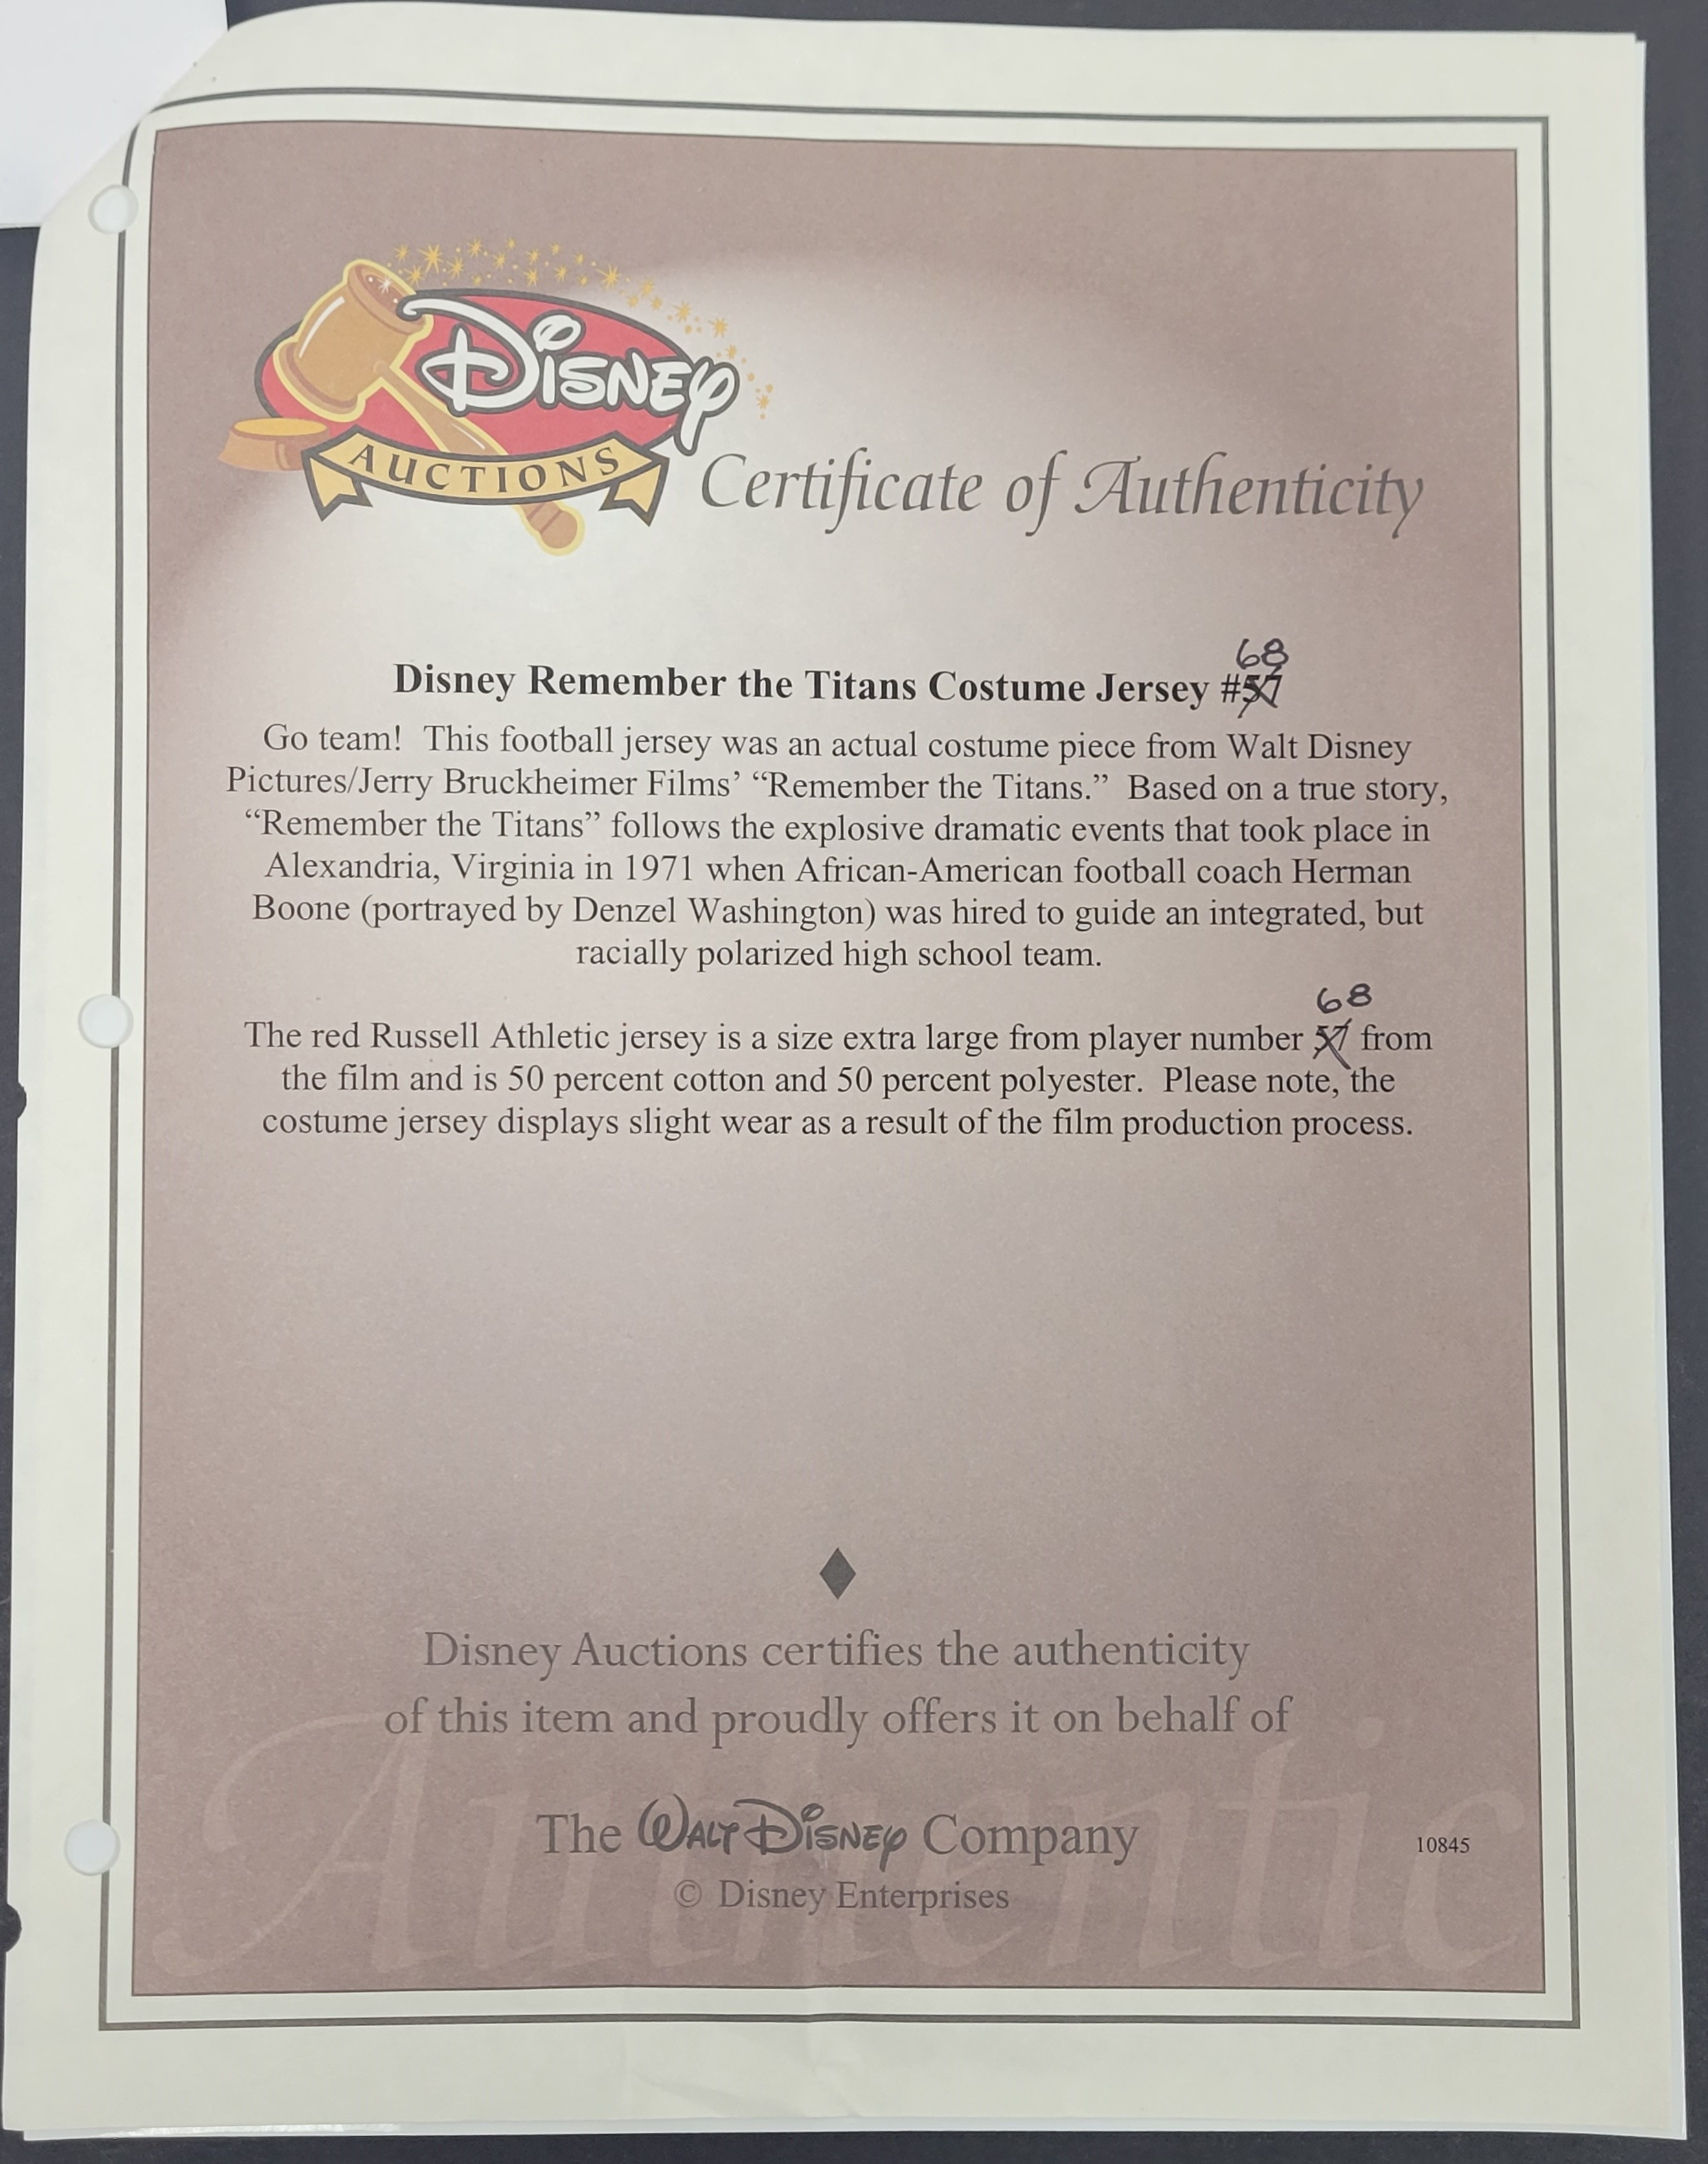 Disney
AUCTIONS
Certificate of Authenticity
68
Disney Remember the Titans Costume Jersey #57
Go team!  This football jersey was an actual costume piece from Walt Disney
Pictures/Jerry Bruckheimer Films’ “Remember the Titans.”  Based on a true story,
“Remember the Titans” follows the explosive dramatic events that took place in
Alexandria, Virginia in 1971 when African-American football coach Herman
Boone (portrayed by Denzel Washington) was hired to guide an integrated, but
racially polarized high school team.
68
The red Russell Athletic jersey is a size extra large from player number 57 from
the film and is 50 percent cotton and 50 percent polyester.  Please note, the
costume jersey displays slight wear as a result of the film production process.
Disney Auctions certifies the authenticity
of this item and proudly offers it on behalf of
The Walt Disney Company
10845
© Disney Enterprises
Authentic